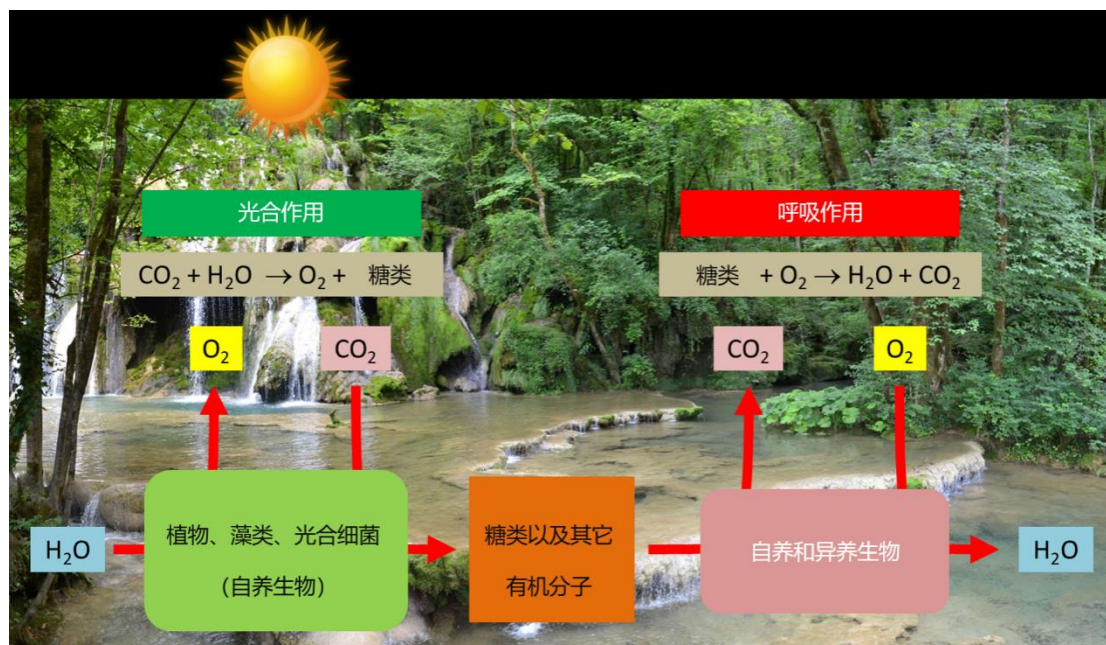 光合作用
CO₂ + H₂O → O₂ + 糖类
O₂
CO₂
H₂O
植物、藻类、光合细菌
(自养生物)
糖类以及其它
有机分子
呼吸作用
糖类 + O₂ → H₂O + CO₂
CO₂
O₂
自养和异养生物
H₂O